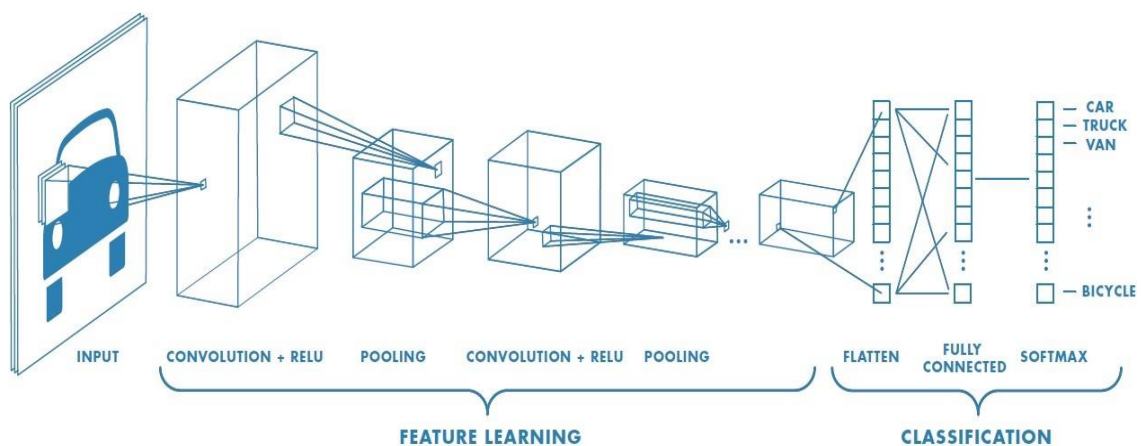 CAR
TRUCK
VAN
BICYCLE
INPUT
CONVOLUTION + RELU
POOLING
CONVOLUTION + RELU
POOLING
FLATTEN
FULLY
CONNECTED
SOFTMAX
FEATURE LEARNING
CLASSIFICATION